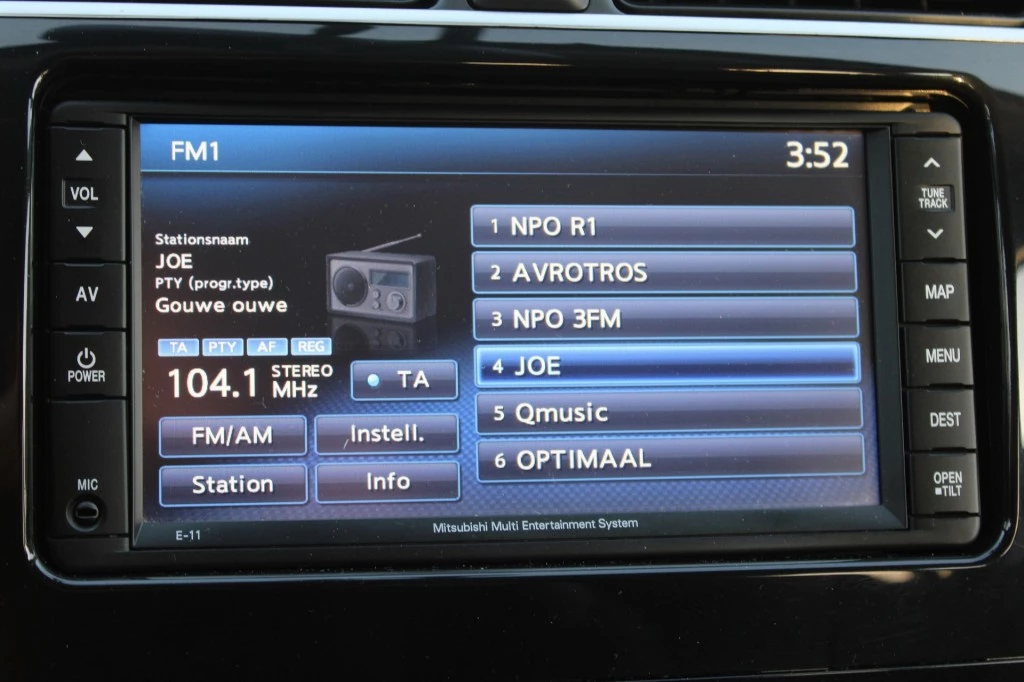 FM1
3:52
Stationsnaam
JOE
PTY (progr.type)
Gouwe ouwe
TA PTY AF REG
104.1 STEREO
MHz
TA
FM/AM
Instell.
Station
Info
1 NPO R1
2 AVROTROS
3 NPO 3FM
4 JOE
5 Qmusic
6 OPTIMAAL
VOL
AV
POWER
MIC
E-11
Mitsubishi Multi Entertainment System
TUNE
TRACK
MAP
MENU
DEST
OPEN
TILT